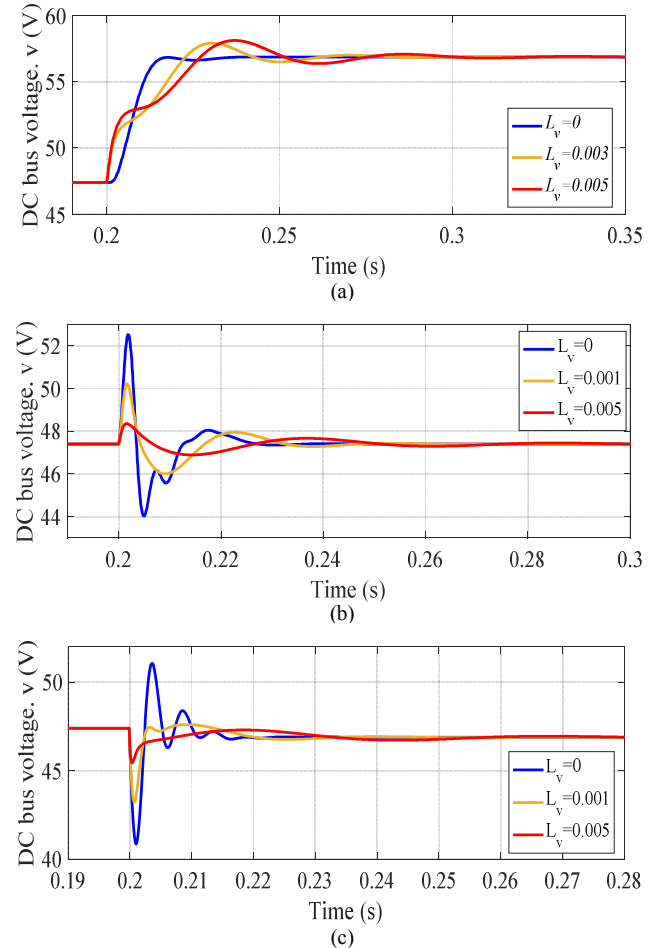 60
55
50
45
DC bus voltage. v (V)
L_v=0
L_v=0.003
L_v=0.005
0.2
0.25
0.3
0.35
Time (s)
(a)
52
50
48
46
44
DC bus voltage. v (V)
L_v=0
L_v=0.001
L_v=0.005
0.2
0.22
0.24
0.26
0.28
0.3
Time (s)
(b)
50
45
40
DC bus voltage. v (V)
L_v=0
L_v=0.001
L_v=0.005
0.19
0.2
0.21
0.22
0.23
0.24
0.25
0.26
0.27
0.28
Time (s)
(c)